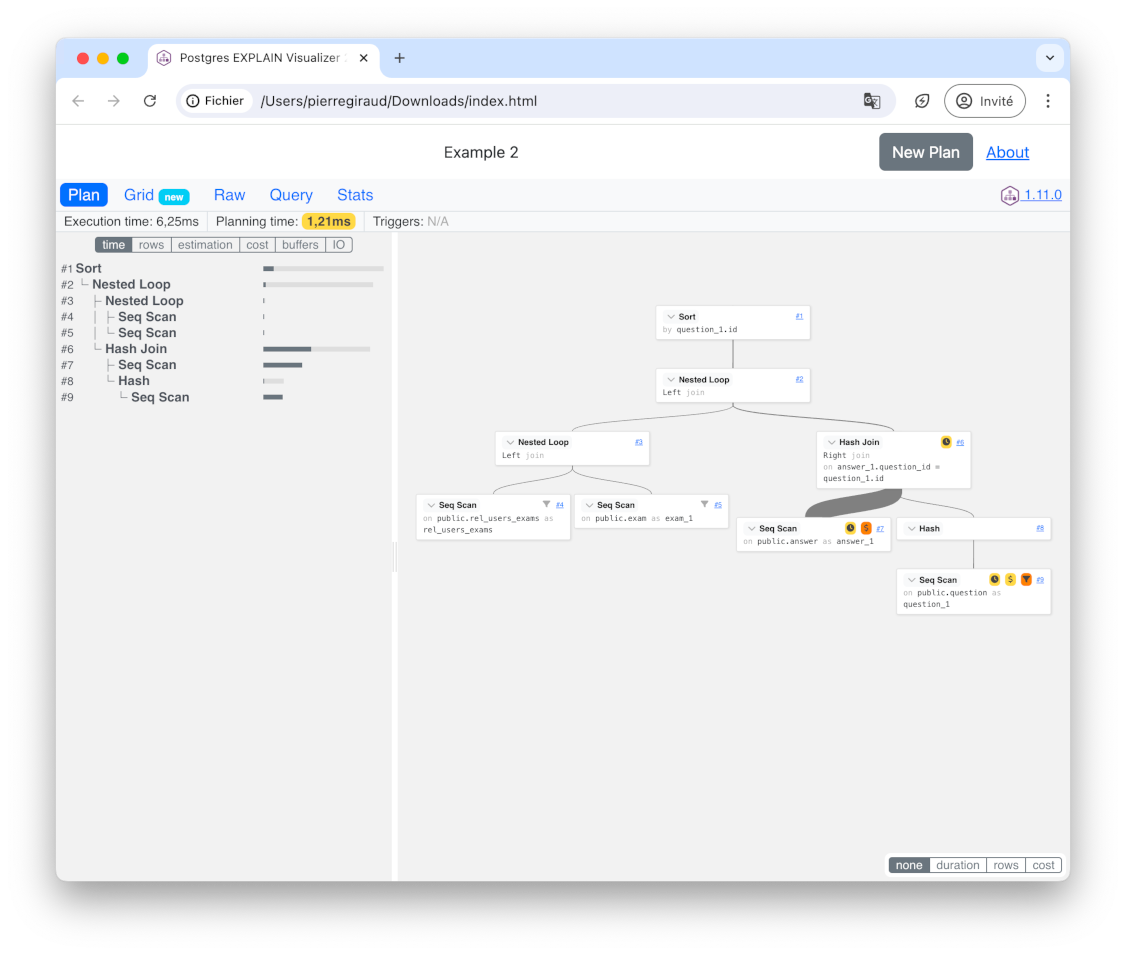 Postgres EXPLAIN Visualizer
Fichier /Users/pierregiraud/Downloads/index.html Invité
Example 2 New Plan About
Plan Grid new Raw Query Stats 1.11.0
Execution time: 6,25ms Planning time: 1,21ms Triggers: N/A
time rows estimation cost buffers IO
#1 Sort
#2 Nested Loop
#3 Nested Loop
#4 Seq Scan
#5 Seq Scan
#6 Hash Join
#7 Seq Scan
#8 Hash
#9 Seq Scan
Sort #1
by question_1.id
Nested Loop #2
Left join
Nested Loop #3
Left join
Hash Join #6
Right join
on answer_1.question_id =
question_1.id
Seq Scan #4
on public.rel_users_exams as
rel_users_exams
Seq Scan #5
on public.exam as exam_1
Seq Scan $ #7
on public.answer as answer_1
Hash #8
Seq Scan $ #9
on public.question as
question_1
none duration rows cost